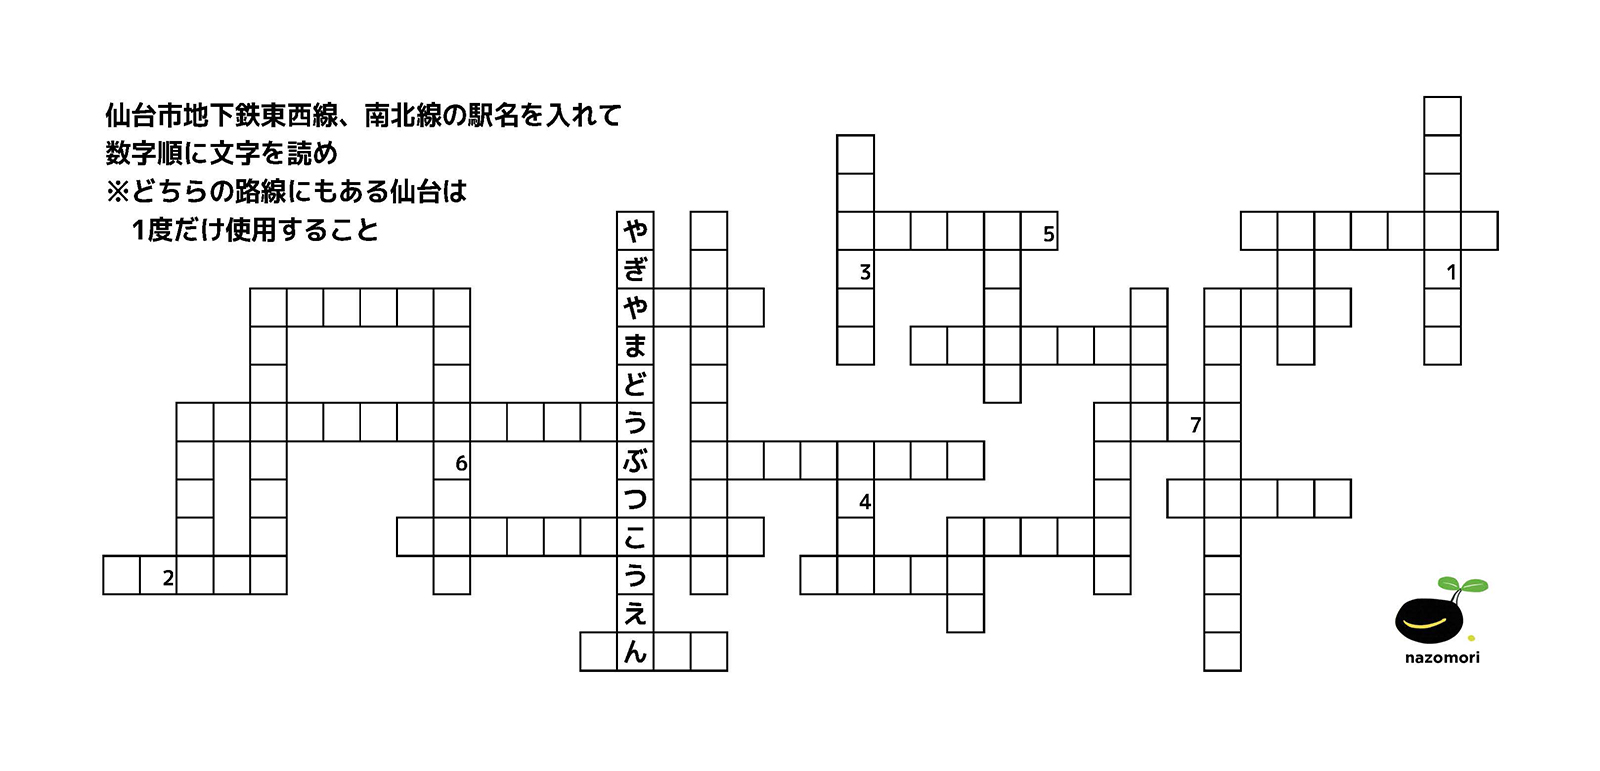 仙台市地下鉄東西線、南北線の駅名を入れて
数字順に文字を読め
※どちらの路線にもある仙台は
1度だけ使用すること
や
ぎ
や
ま
ど
う
ぶ
つ
こ
う
え
ん
5
3
1
7
6
4
2
nazomori